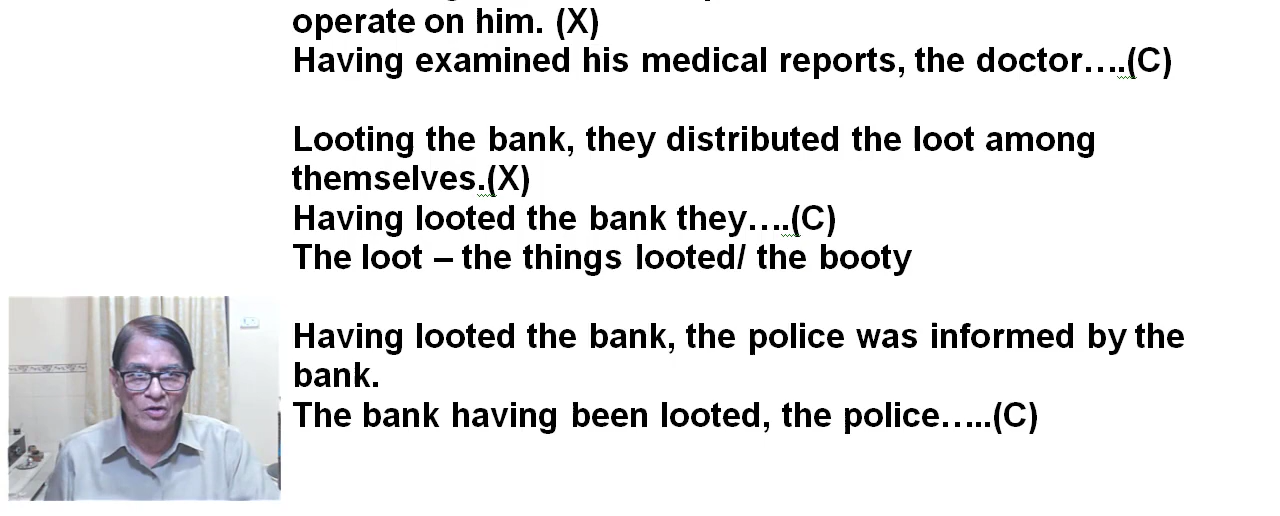 operate on him. (X)
Having examined his medical reports, the doctor….(C)
Looting the bank, they distributed the loot among
themselves.(X)
Having looted the bank they….(C)
The loot – the things looted/ the booty
Having looted the bank, the police was informed by the
bank.
The bank having been looted, the police…..(C)